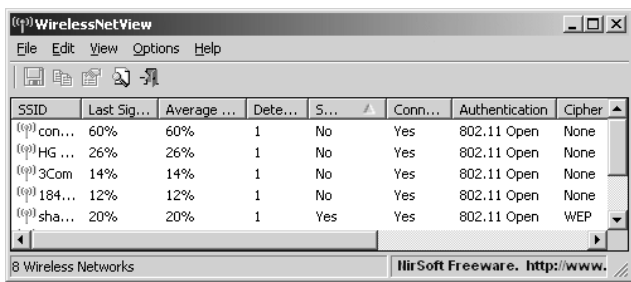 WirelessNetView
File Edit View Options Help
SSID Last Sig... Average ... Dete... S... Conn... Authentication Cipher
con... 60% 60% 1 No Yes 802.11 Open None
HG ... 26% 26% 1 No Yes 802.11 Open None
3Com 14% 14% 1 No Yes 802.11 Open None
184... 12% 12% 1 No Yes 802.11 Open None
sha... 20% 20% 1 Yes Yes 802.11 Open WEP
8 Wireless Networks NirSoft Freeware. http://www.